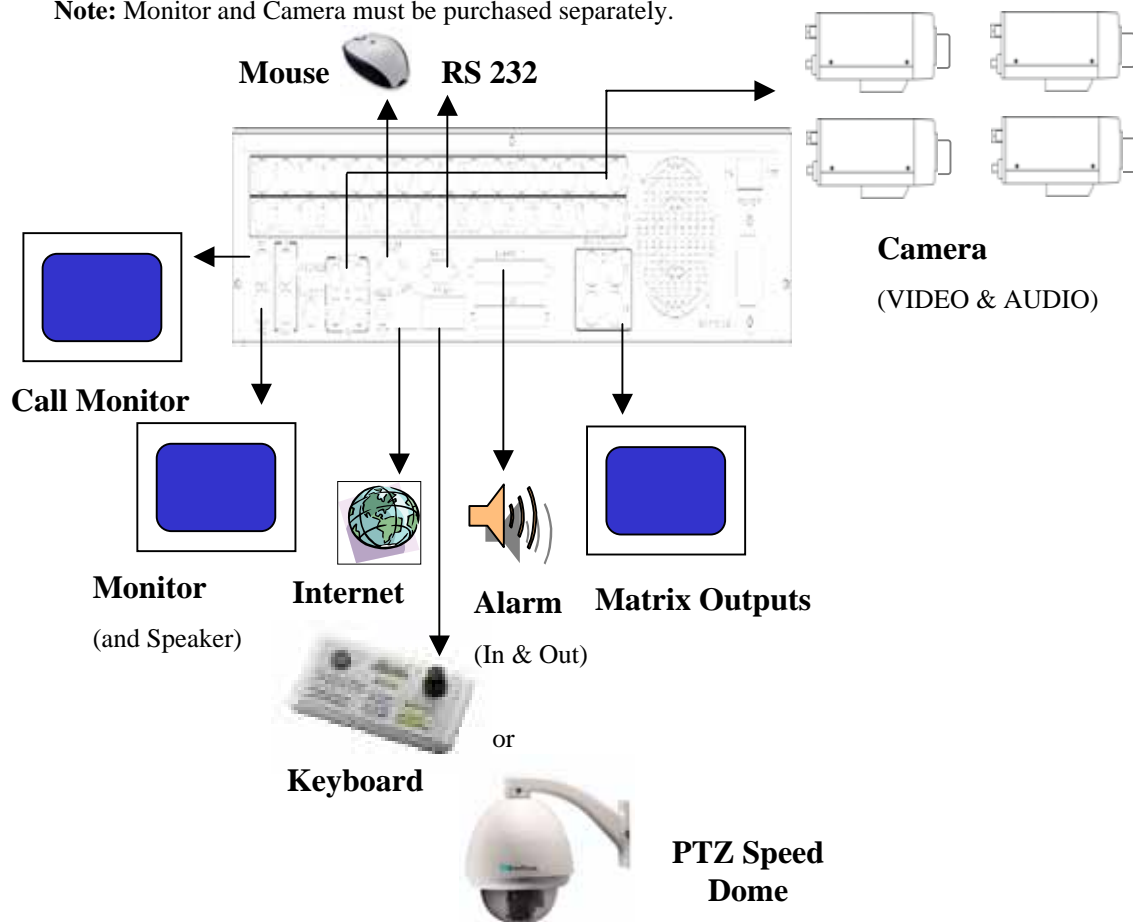 Note: Monitor and Camera must be purchased separately.
Mouse
RS 232
Camera
(VIDEO & AUDIO)
Call Monitor
Monitor
(and Speaker)
Internet
Alarm
(In & Out)
Matrix Outputs
Keyboard
or
PTZ Speed
Dome